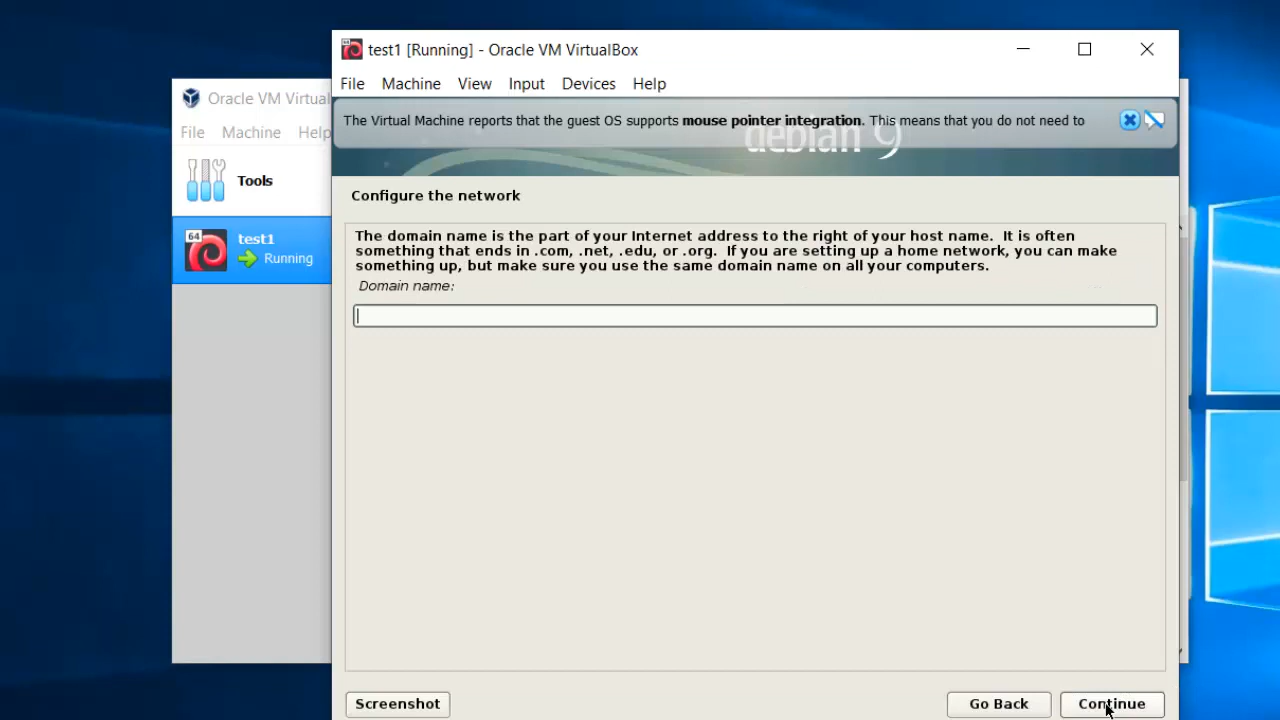 test1 [Running] - Oracle VM VirtualBox
File Machine View Input Devices Help
Oracle VM Virtual
File Machine Help
The Virtual Machine reports that the guest OS supports mouse pointer integration. This means that you do not need to
debian 9
Tools
64
test1
Running
Configure the network
The domain name is the part of your Internet address to the right of your host name. It is often
something that ends in .com, .net, .edu, or .org. If you are setting up a home network, you can make
something up, but make sure you use the same domain name on all your computers.
Domain name:
Screenshot
Go Back
Continue